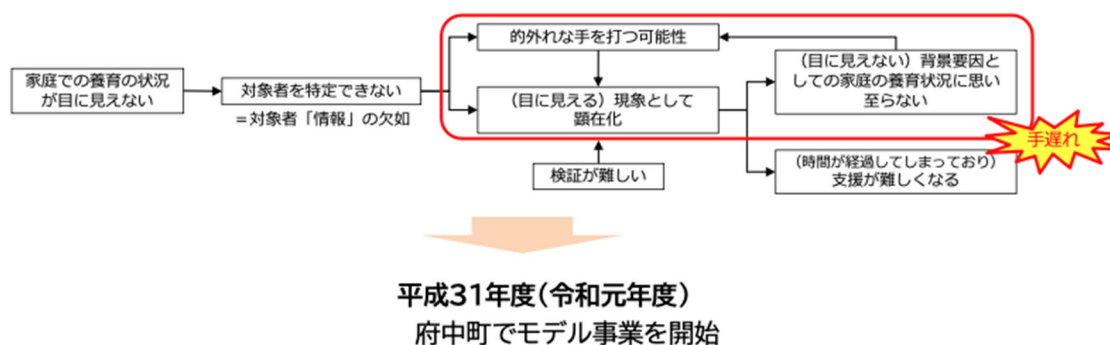 家庭での養育の状況
が目に見えない
対象者を特定できない
＝対象者「情報」の欠如
的外れな手を打つ可能性
（目に見える）現象として
顕在化
検証が難しい
（目に見えない）背景要因と
しての家庭の養育状況に思い
至らない
（時間が経過してしまっており）
支援が難しくなる
手遅れ
平成31年度（令和元年度）
府中町でモデル事業を開始